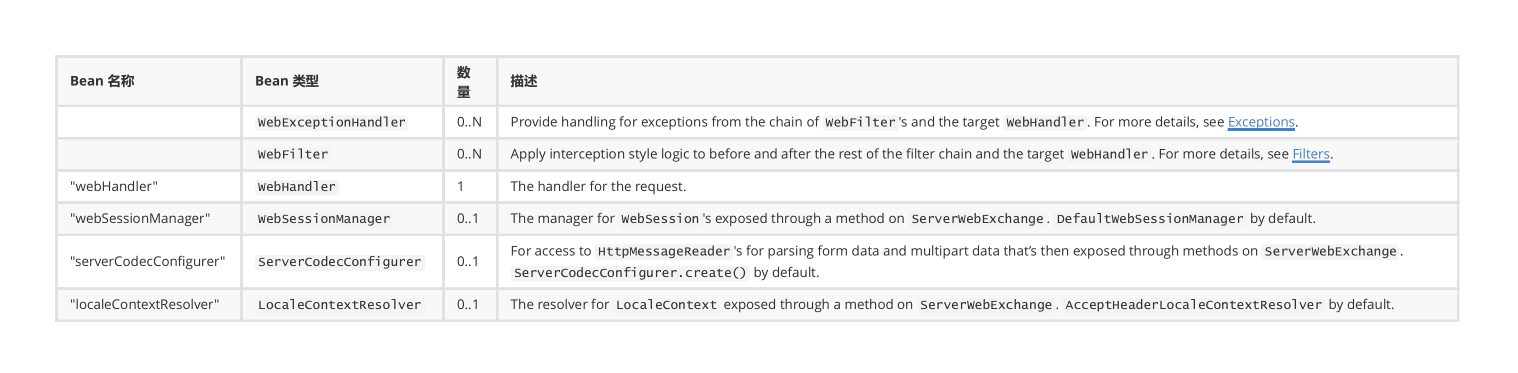 Bean 名称 Bean 类型 数量 描述
WebExceptionHandler 0..N Provide handling for exceptions from the chain of WebFilter's and the target WebHandler. For more details, see Exceptions.
WebFilter 0..N Apply interception style logic to before and after the rest of the filter chain and the target WebHandler. For more details, see Filters.
"webHandler" WebHandler 1 The handler for the request.
"webSessionManager" WebSessionManager 0..1 The manager for WebSession's exposed through a method on ServerWebExchange. DefaultWebSessionManager by default.
"serverCodecConfigurer" ServerCodecConfigurer 0..1 For access to HttpMessageReader's for parsing form data and multipart data that's then exposed through methods on ServerWebExchange.
ServerCodecConfigurer.create() by default.
"localeContextResolver" LocaleContextResolver 0..1 The resolver for LocaleContext exposed through a method on ServerWebExchange. AcceptHeaderLocaleContextResolver by default.